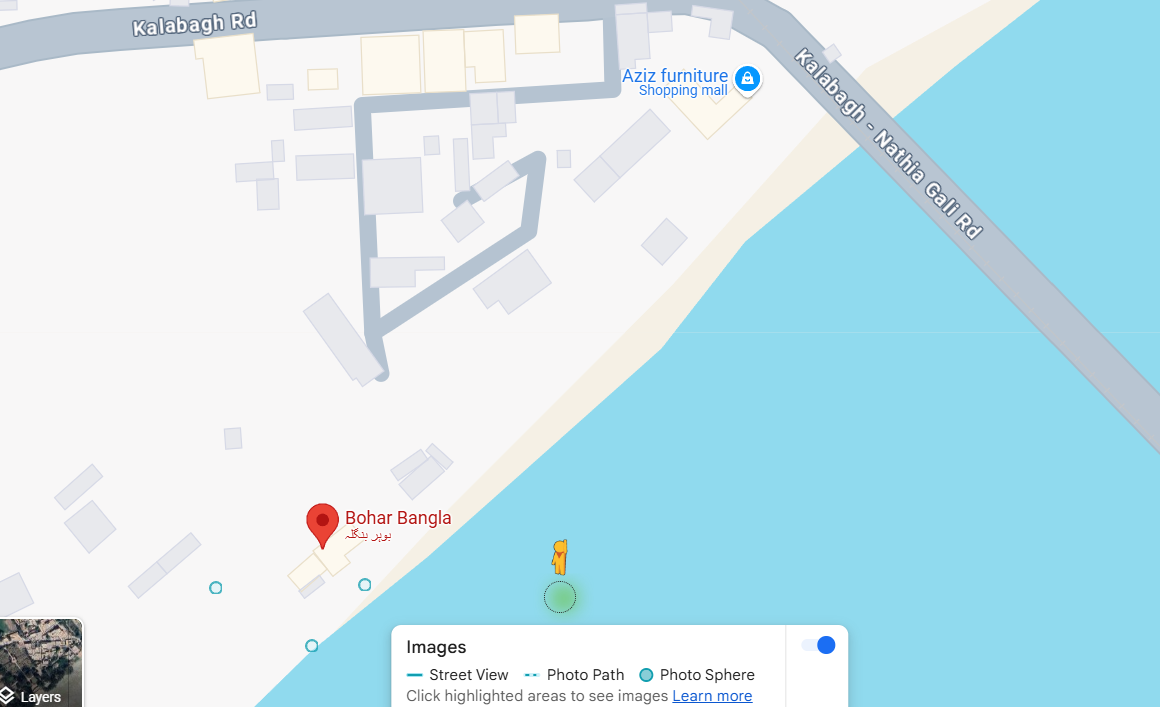 Kalabagh Rd
Aziz furniture
Shopping mall
Kalabagh - Nathia Gali Rd
Bohar Bangla
بوہر بنگلہ
Images
Street View
Photo Path
Photo Sphere
Click highlighted areas to see images Learn more
Layers